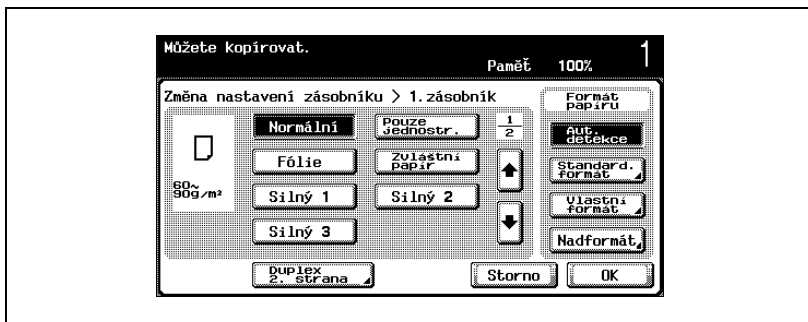 Můžete kopírovat.
Paměť 100% 1
Změna nastavení zásobníku > 1.zásobník
Formát
papíru
Normální
Pouze
jednostr.
1
2
Aut.
detekce
Fólie
Zvláštní
papír
Standard.
formát
60~
90g/m²
Silný 1
Silný 2
Vlastní
formát
Silný 3
Nadformát
Duplex
2. strana
Storno
OK